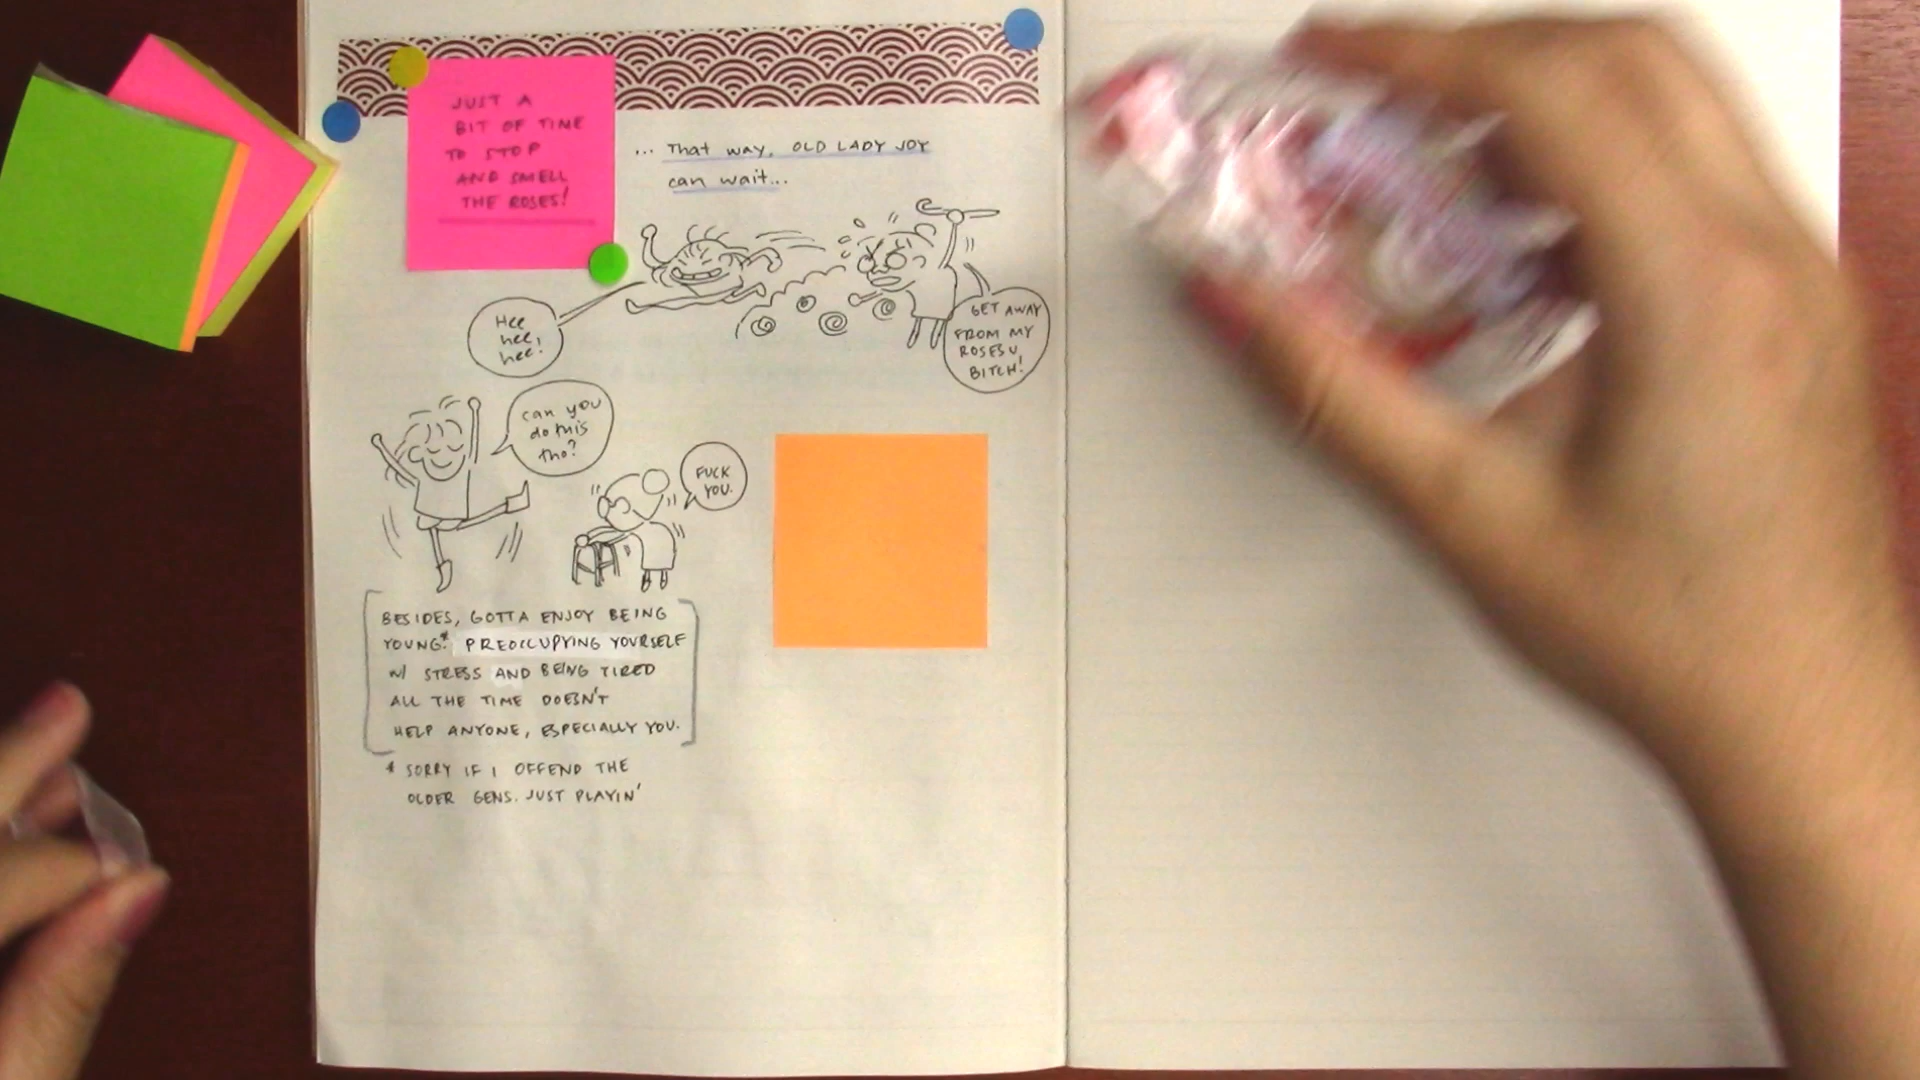 JUST A
BIT OF TIME
TO STOP
AND SMELL
THE ROSES!
... That way, OLD LADY JOY
can wait...
Hee
hee,
hee!
GET AWAY
FROM MY
ROSES U
BITCH!
can you
do this
tho?
FUCK
YOU.
BESIDES, GOTTA ENJOY BEING
YOUNG.* PREOCCUPYING YOURSELF
W/ STRESS AND BEING TIRED
ALL THE TIME DOESN'T
HELP ANYONE, ESPECIALLY YOU.
* SORRY IF I OFFEND THE
OLDER GENS. JUST PLAYIN'